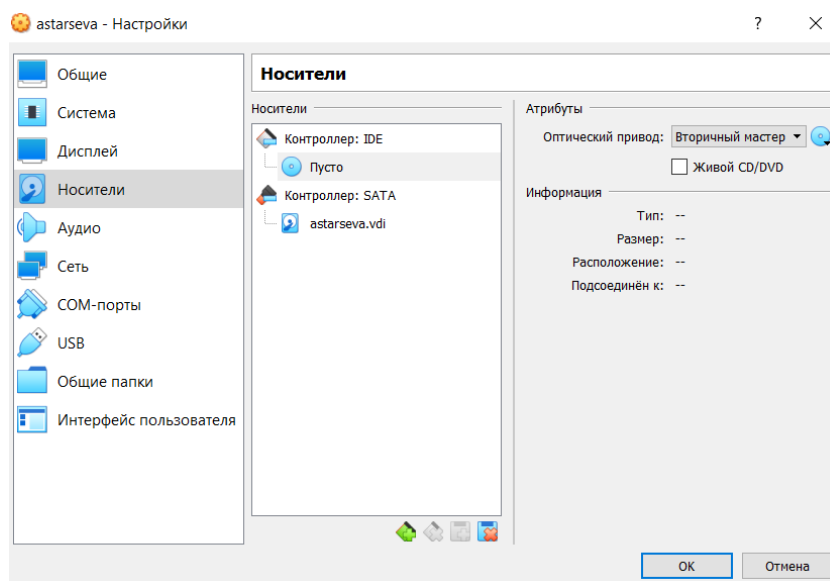 astarseva - Настройки
?
Общие
Система
Дисплей
Носители
Аудио
Сеть
COM-порты
USB
Общие папки
Интерфейс пользователя
Носители
Носители
Контроллер: IDE
Пусто
Контроллер: SATA
astarseva.vdi
Атрибуты
Оптический привод: Вторичный мастер
Живой CD/DVD
Информация
Тип: --
Размер: --
Расположение: --
Подсоединён к: --
OK
Отмена